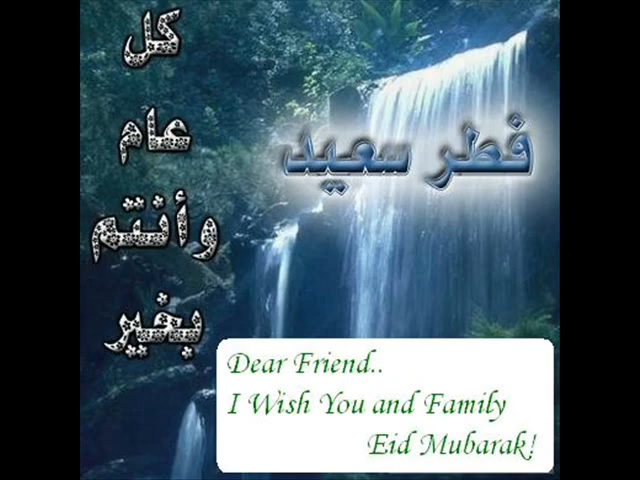 كل
عام
وأنتم
بخير
فطر سعيد
Dear Friend..
I Wish You and Family
Eid Mubarak!